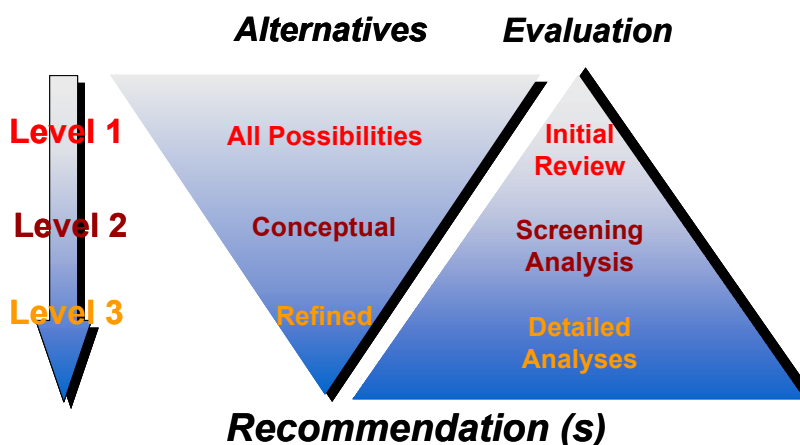 Alternatives
Evaluation
Level 1
All Possibilities
Initial
Review
Level 2
Conceptual
Screening
Analysis
Level 3
Refined
Detailed
Analyses
Recommendation (s)